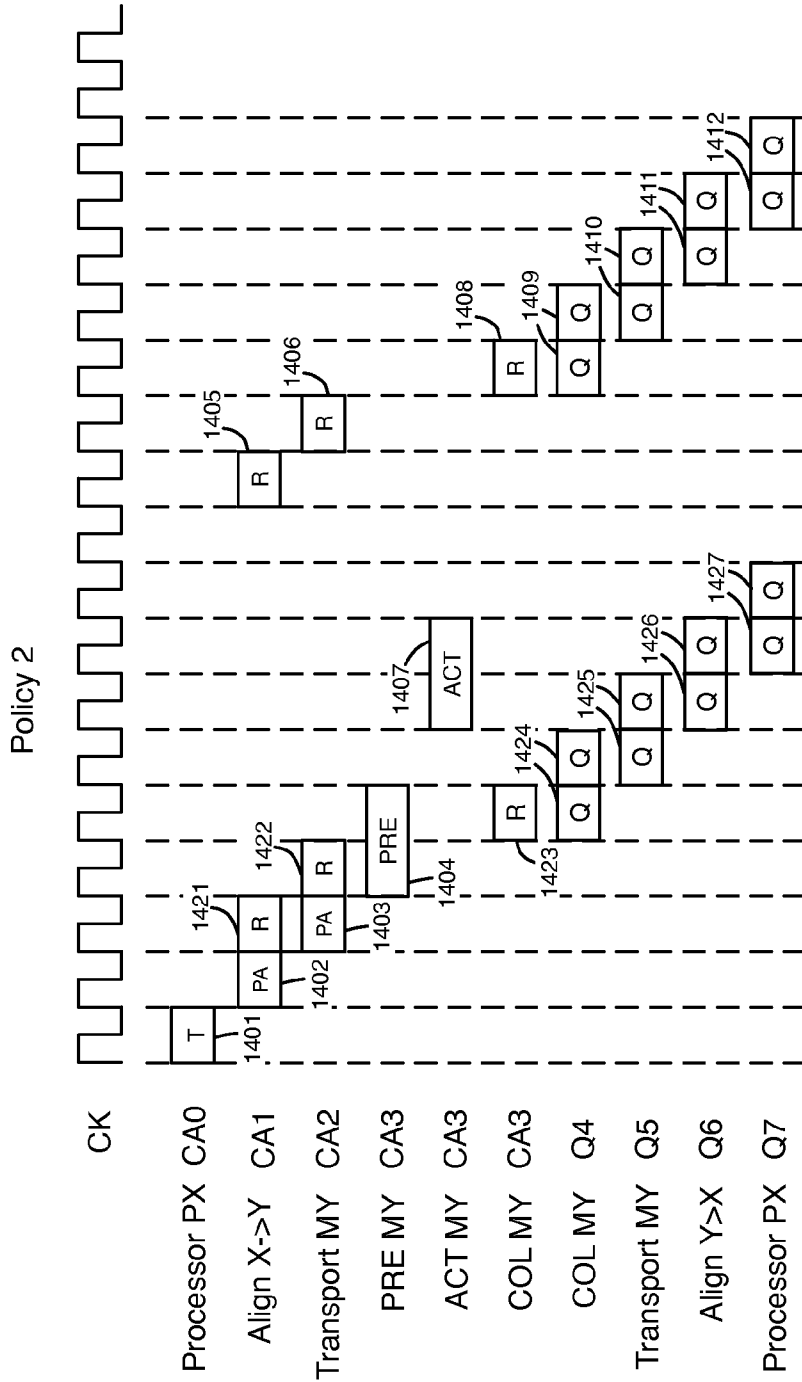 Policy 2
CK
Processor PX CA0
T
1401
Align X->Y CA1
PA
R
R
1402
1421
1405
Transport MY CA2
PA
R
R
1403
1422
1406
PRE MY CA3
PRE
1404
ACT MY CA3
ACT
1407
COL MY CA3
R
R
1423
1408
COL MY Q4
Q
Q
Q
Q
1424
1409
Transport MY Q5
Q
Q
Q
Q
1425
1410
Align Y>X Q6
Q
Q
Q
Q
1426
1411
Processor PX Q7
Q
Q
Q
Q
1427
1412